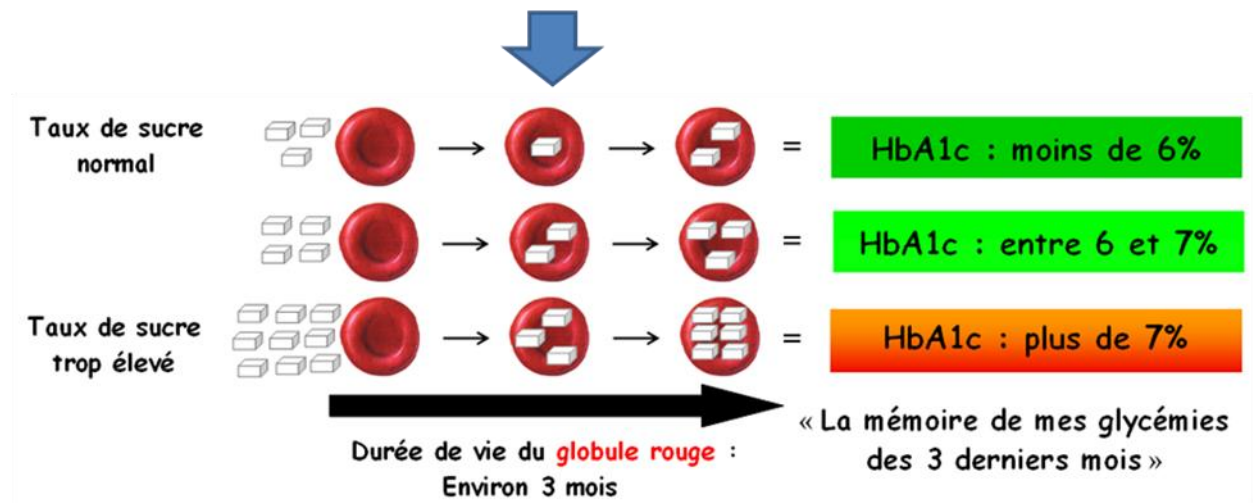 Taux de sucre
normal
=
HbA1c : moins de 6%
=
HbA1c : entre 6 et 7%
Taux de sucre
trop élevé
=
HbA1c : plus de 7%
Durée de vie du globule rouge :
Environ 3 mois
« La mémoire de mes glycémies
des 3 derniers mois »